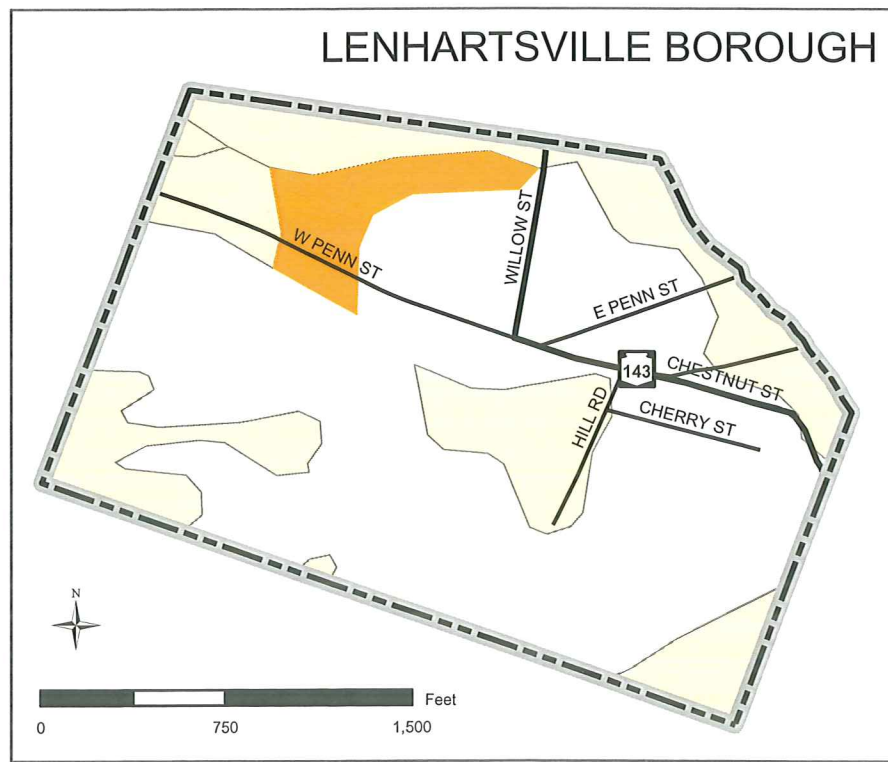 LENHARTSVILLE BOROUGH
W PENN ST
WILLOW ST
E PENN ST
143
CHESTNUT ST
HILL RD
CHERRY ST
N
Feet
0 750 1,500